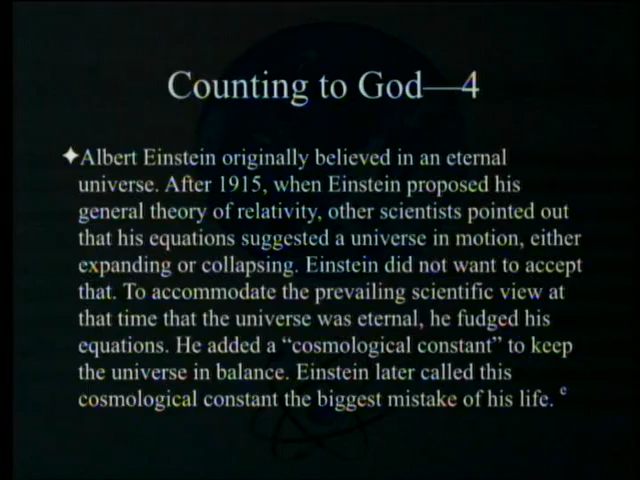 Counting to God—4
✦Albert Einstein originally believed in an eternal
universe. After 1915, when Einstein proposed his
general theory of relativity, other scientists pointed out
that his equations suggested a universe in motion, either
expanding or collapsing. Einstein did not want to accept
that. To accommodate the prevailing scientific view at
that time that the universe was eternal, he fudged his
equations. He added a “cosmological constant” to keep
the universe in balance. Einstein later called this
cosmological constant the biggest mistake of his life. e